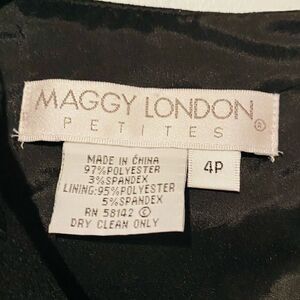 MAGGY LONDON
PETITES ®
MADE IN CHINA
97% POLYESTER
3% SPANDEX
LINING: 95% POLYESTER
5% SPANDEX
RN 58142 ©
DRY CLEAN ONLY
4P